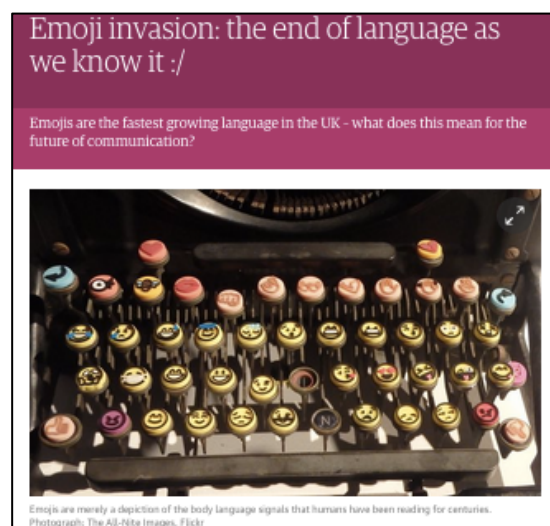 Emoji invasion: the end of language as
we know it :/
Emojis are the fastest growing language in the UK – what does this mean for the
future of communication?
N
Emojis are merely a depiction of the body language signals that humans have been reading for centuries.
Photograph: The All-Nite Images, Flickr